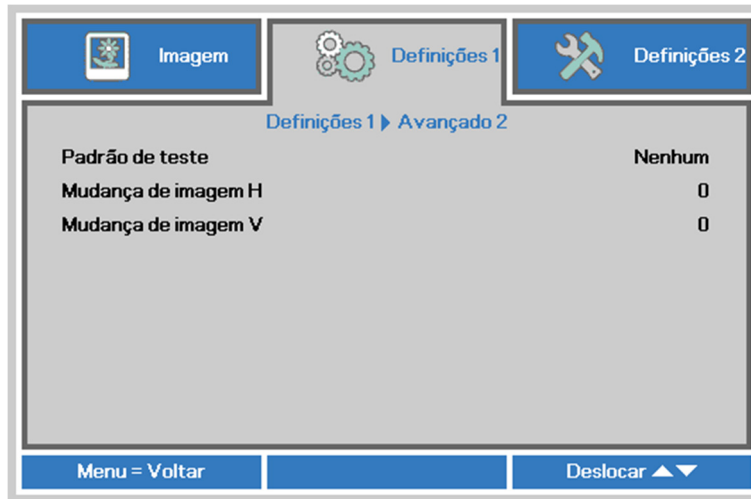 Imagem
Definições 1
Definições 2
Definições 1 ▶ Avançado 2
Padrão de teste Nenhum
Mudança de imagem H 0
Mudança de imagem V 0
Menu = Voltar
Deslocar ▲▼